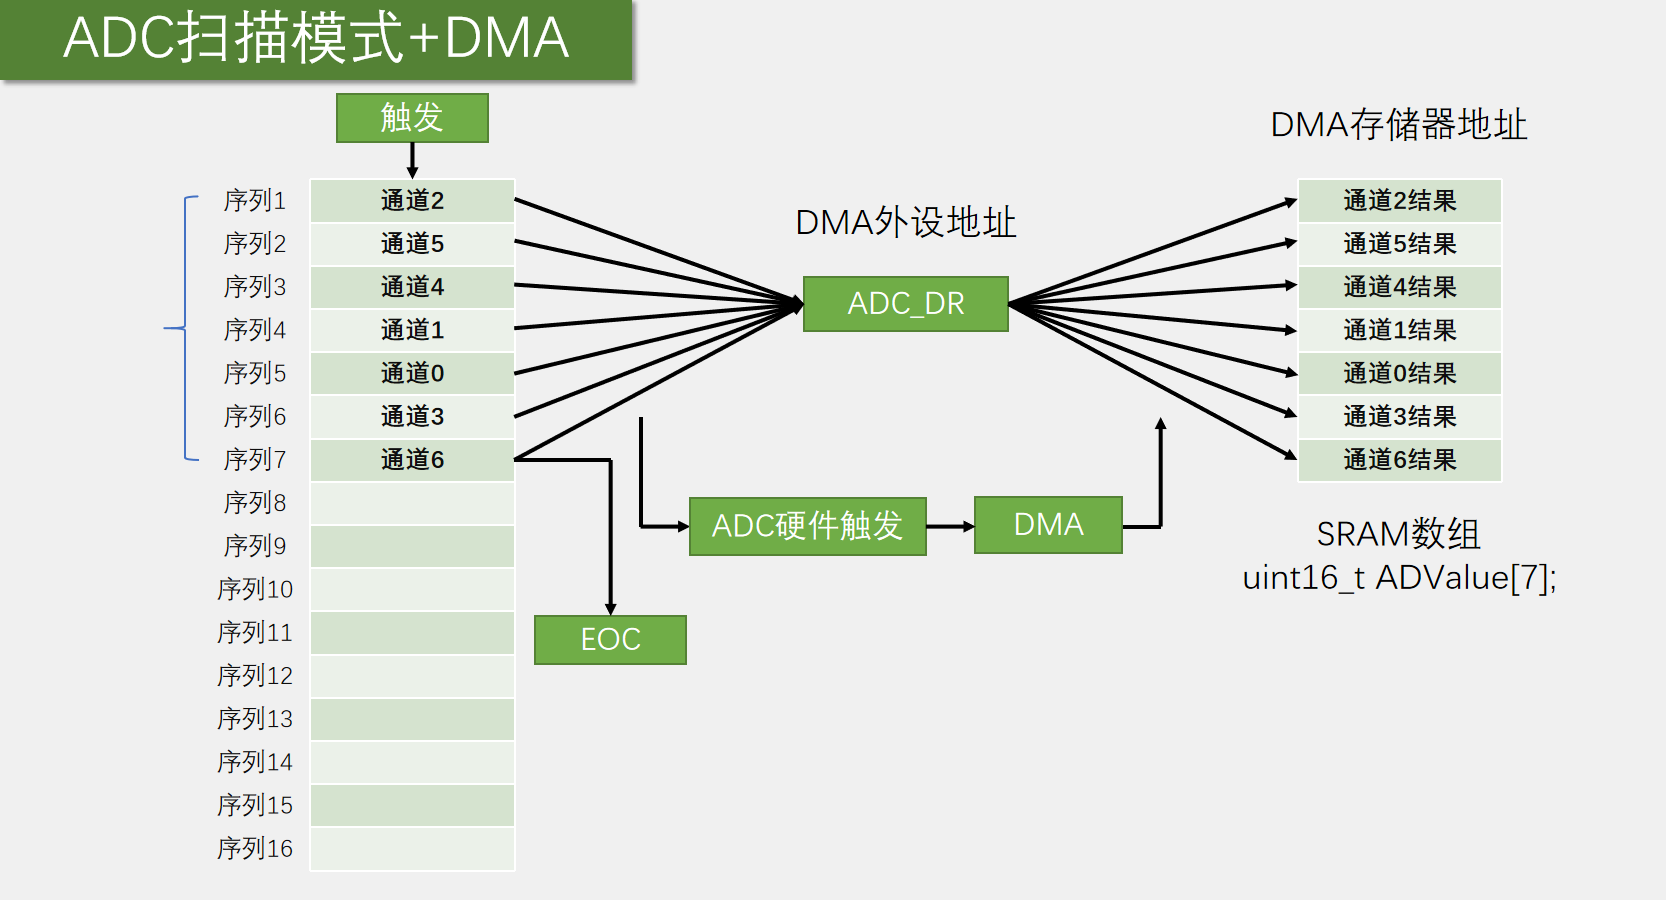 ADC扫描模式+DMA
触发
DMA存储器地址
DMA外设地址
序列1 通道2
序列2 通道5
序列3 通道4
序列4 通道1
序列5 通道0
序列6 通道3
序列7 通道6
序列8
序列9
序列10
序列11
序列12
序列13
序列14
序列15
序列16
ADC_DR
ADC硬件触发
DMA
EOC
通道2结果
通道5结果
通道4结果
通道1结果
通道0结果
通道3结果
通道6结果
SRAM数组
uint16_t ADValue[7];